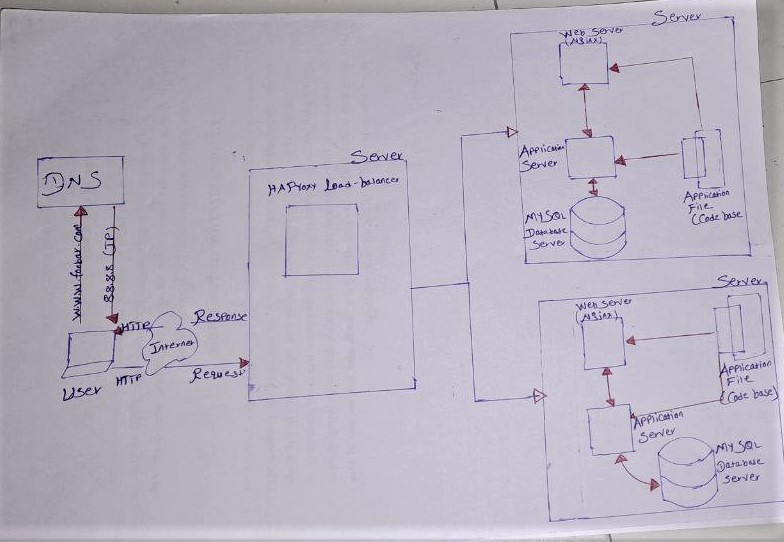 DNS
www.foobar.com
8.8.8.8 (IP)
User
HTTP
HTTP
Internet
Response
Request
Server
HAProxy Load-balancer
Server
Web Server
(Nginx)
Application
Server
MySQL
Database
Server
Application
File
(Code base
Server
Web Server
(Nginx)
Application
File
(Code base)
Application
Server
MySQL
Database
Server